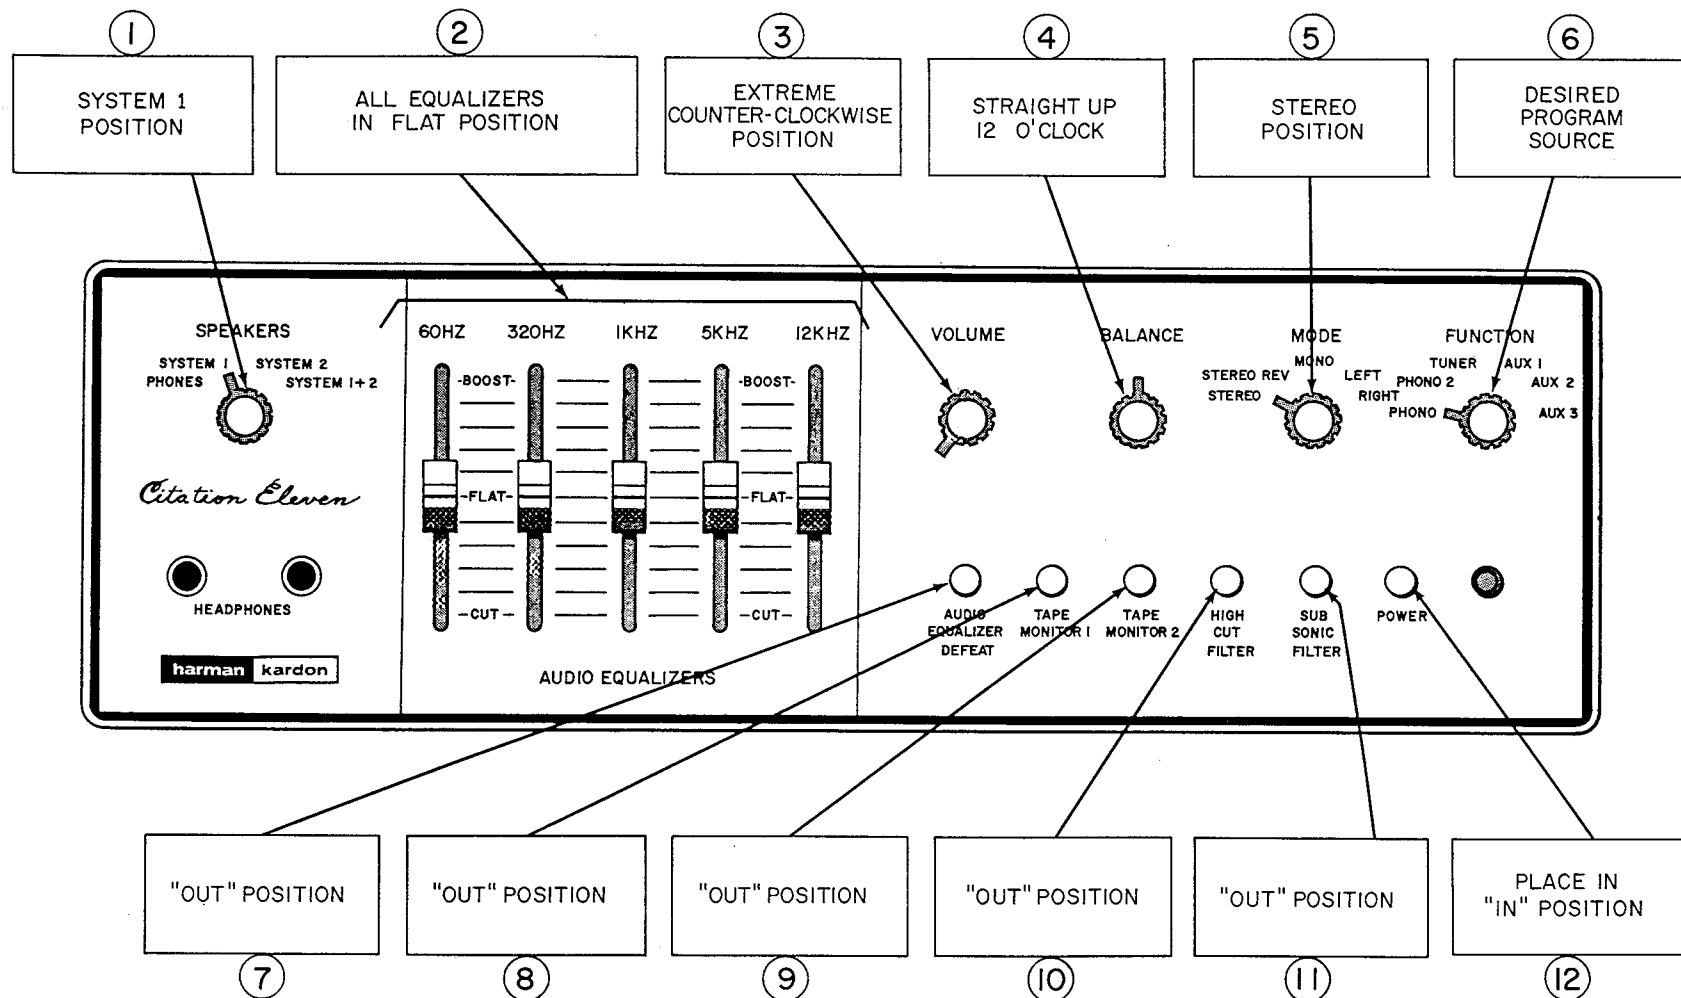 1
2
3
4
5
6
SYSTEM 1
POSITION
ALL EQUALIZERS
IN FLAT POSITION
EXTREME
COUNTER-CLOCKWISE
POSITION
STRAIGHT UP
12 O'CLOCK
STEREO
POSITION
DESIRED
PROGRAM
SOURCE
SPEAKERS
SYSTEM 1
SYSTEM 2
PHONES
SYSTEM 1+2
Citation Eleven
HEADPHONES
harman kardon
60HZ
320HZ
1KHZ
5KHZ
12KHZ
-BOOST-
-BOOST-
-FLAT-
-FLAT-
-CUT-
-CUT-
AUDIO EQUALIZERS
VOLUME
BALANCE
MODE
MONO
STEREO REV
LEFT
STEREO
RIGHT
FUNCTION
TUNER
AUX 1
PHONO 2
AUX 2
PHONO
AUX 3
AUDIO
EQUALIZER
DEFEAT
TAPE
MONITOR 1
TAPE
MONITOR 2
HIGH
CUT
FILTER
SUB
SONIC
FILTER
POWER
"OUT" POSITION
"OUT" POSITION
"OUT" POSITION
"OUT" POSITION
"OUT" POSITION
PLACE IN
"IN" POSITION
7
8
9
10
11
12